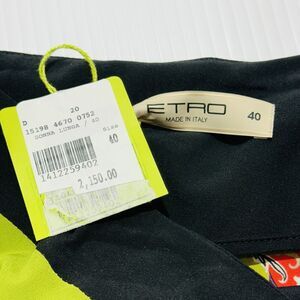 D 20
15198 4670 0752
GONNA LUNGA / 40
Size
40
1412259402
2,150.00
ETRO
MADE IN ITALY
40